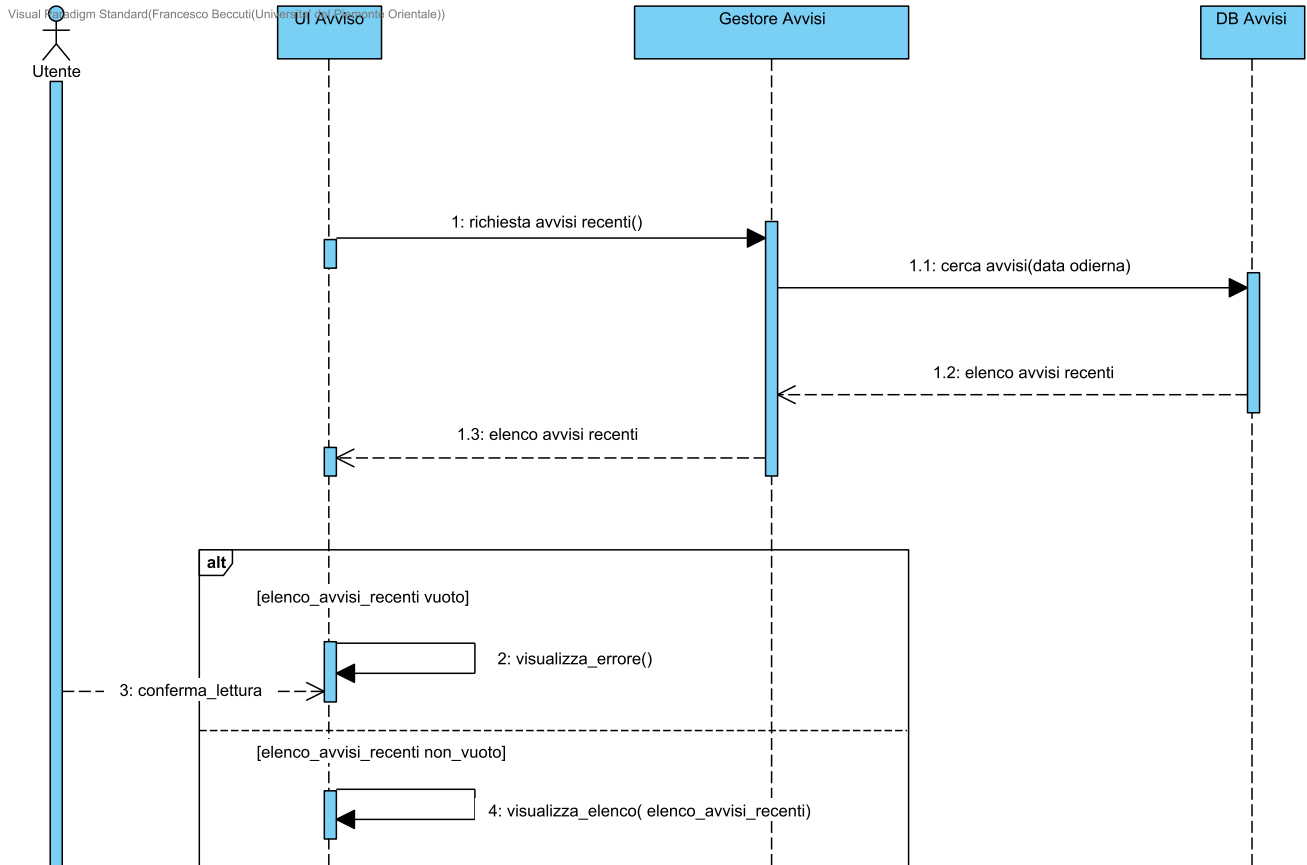 Visual Paradigm Standard(Francesco Beccuti(Universita' del Piemonte Orientale))
Utente
UI Avviso
Gestore Avvisi
DB Avvisi
1: richiesta avvisi recenti()
1.1: cerca avvisi(data odierna)
1.2: elenco avvisi recenti
1.3: elenco avvisi recenti
alt
[elenco_avvisi_recenti vuoto]
2: visualizza_errore()
3: conferma_lettura
[elenco_avvisi_recenti non_vuoto]
4: visualizza_elenco( elenco_avvisi_recenti)